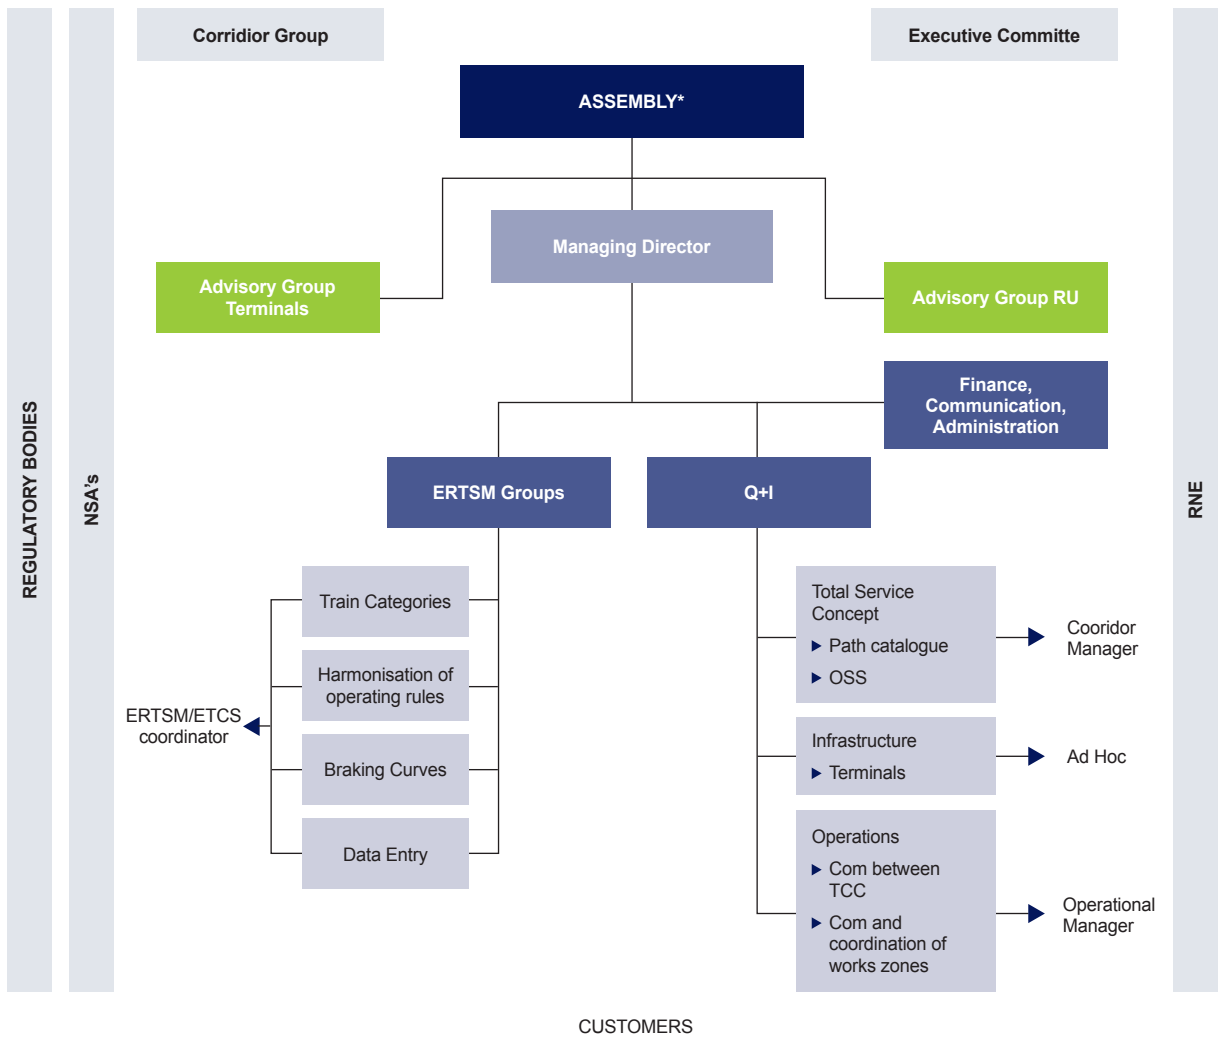 Corridior Group
Executive Committe
ASSEMBLY*
Managing Director
Advisory Group
Terminals
Advisory Group RU
Finance,
Communication,
Administration
ERTSM Groups
Q+I
REGULATORY BODIES
NSA's
RNE
Train Categories
Harmonisation of
operating rules
Braking Curves
Data Entry
ERTSM/ETCS
coordinator
Total Service
Concept
Path catalogue
OSS
Cooridor
Manager
Infrastructure
Terminals
Ad Hoc
Operations
Com between
TCC
Com and
coordination of
works zones
Operational
Manager
CUSTOMERS